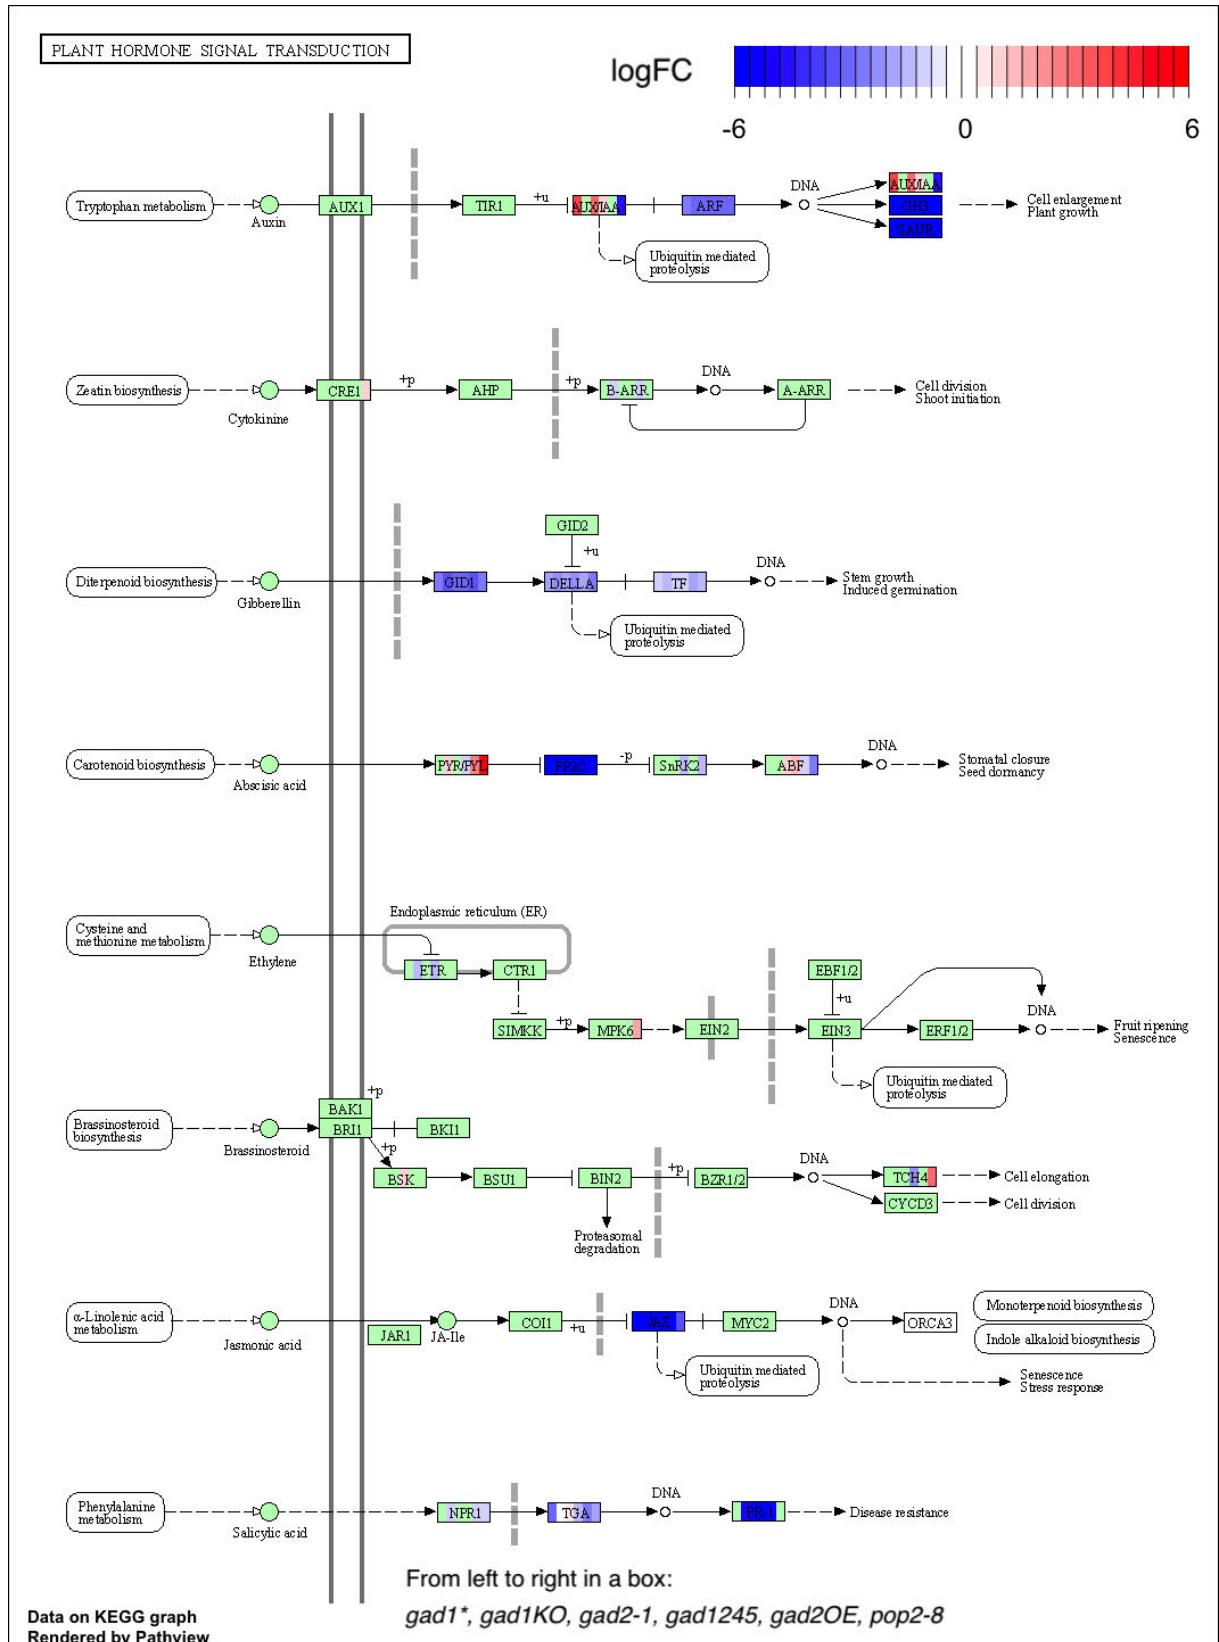 PLANT HORMONE SIGNAL TRANSDUCTION
logFC
-6 0 6
Tryptophan metabolism
Auxin
AUX1
TIR1
+u
AUX/IAA
ARF
DNA
AUX/IAA
GH3
SAUR
Cell enlargement
Plant growth
Ubiquitin mediated
proteolysis
Zeatin biosynthesis
Cytokinine
CRE1
+p
AHP
+p
B-ARR
DNA
A-ARR
Cell division
Shoot initiation
GID2
+u
Diterpenoid biosynthesis
Gibberellin
GID1
DELLA
TF
DNA
Stem growth
Induced germination
Ubiquitin mediated
proteolysis
Carotenoid biosynthesis
Abscisic acid
PYR/PYL
PP2C
-p
SnRK2
ABF
DNA
Stomatal closure
Seed dormancy
Endoplasmic reticulum (ER)
Cysteine and
methionine metabolism
Ethylene
ETR
CTR1
EBF1/2
+u
SIMKK
+p
MPK6
EIN2
EIN3
ERF1/2
DNA
Fruit ripening
Senescence
Ubiquitin mediated
proteolysis
Brassinosteroid
biosynthesis
Brassinosteroid
BAK1
+p
BRI1
BKI1
+p
BSK
BSU1
BIN2
+p
BZR1/2
DNA
TCH4
Cell elongation
CYCD3
Cell division
Proteasomal
degradation
α-Linolenic acid
metabolism
Jasmonic acid
JAR1
JA-Ile
COI1
+u
JAZ
MYC2
DNA
ORCA3
Monoterpenoid biosynthesis
Indole alkaloid biosynthesis
Ubiquitin mediated
proteolysis
Senescence
Stress response
Phenylalanine
metabolism
Salicylic acid
NPR1
TGA
DNA
PR-1
Disease resistance
From left to right in a box:
gad1*, gad1KO, gad2-1, gad1245, gad2OE, pop2-8
Data on KEGG graph
Rendered by Pathview